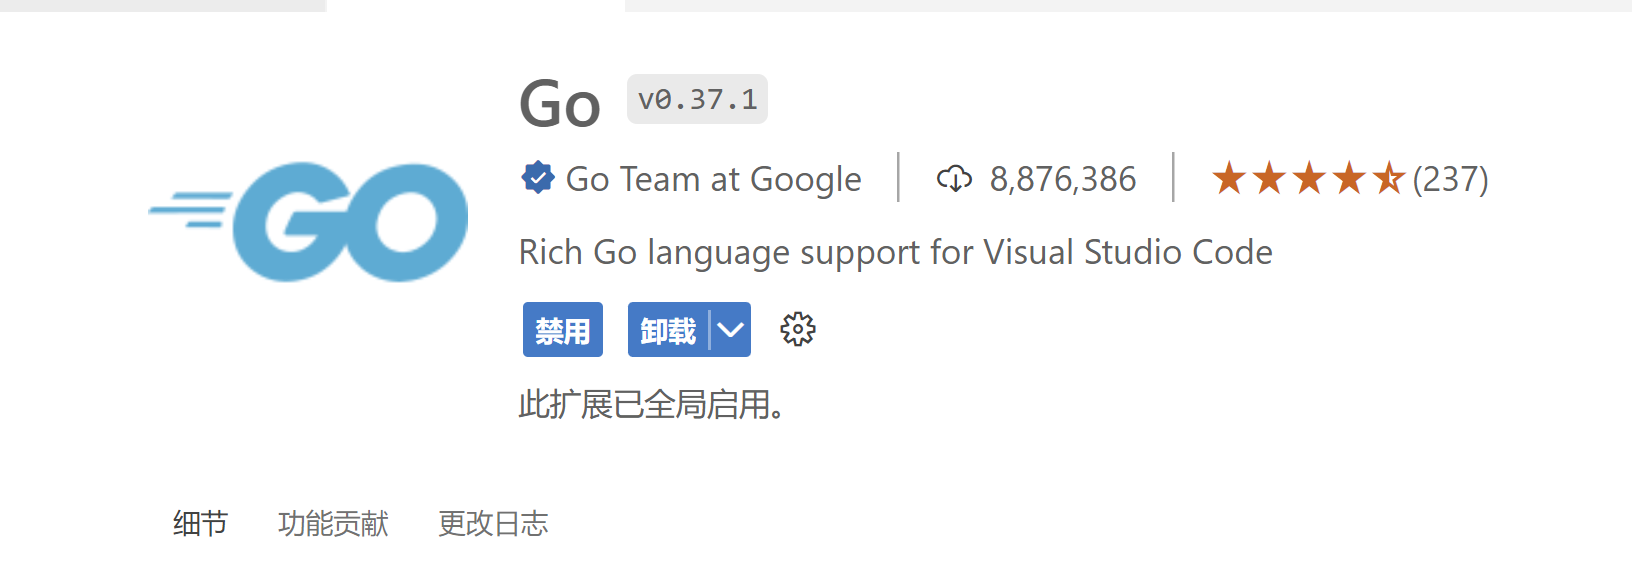 GO
Go v0.37.1
Go Team at Google 8,876,386 (237)
Rich Go language support for Visual Studio Code
禁用 卸载
此扩展已全局启用。
细节 功能贡献 更改日志